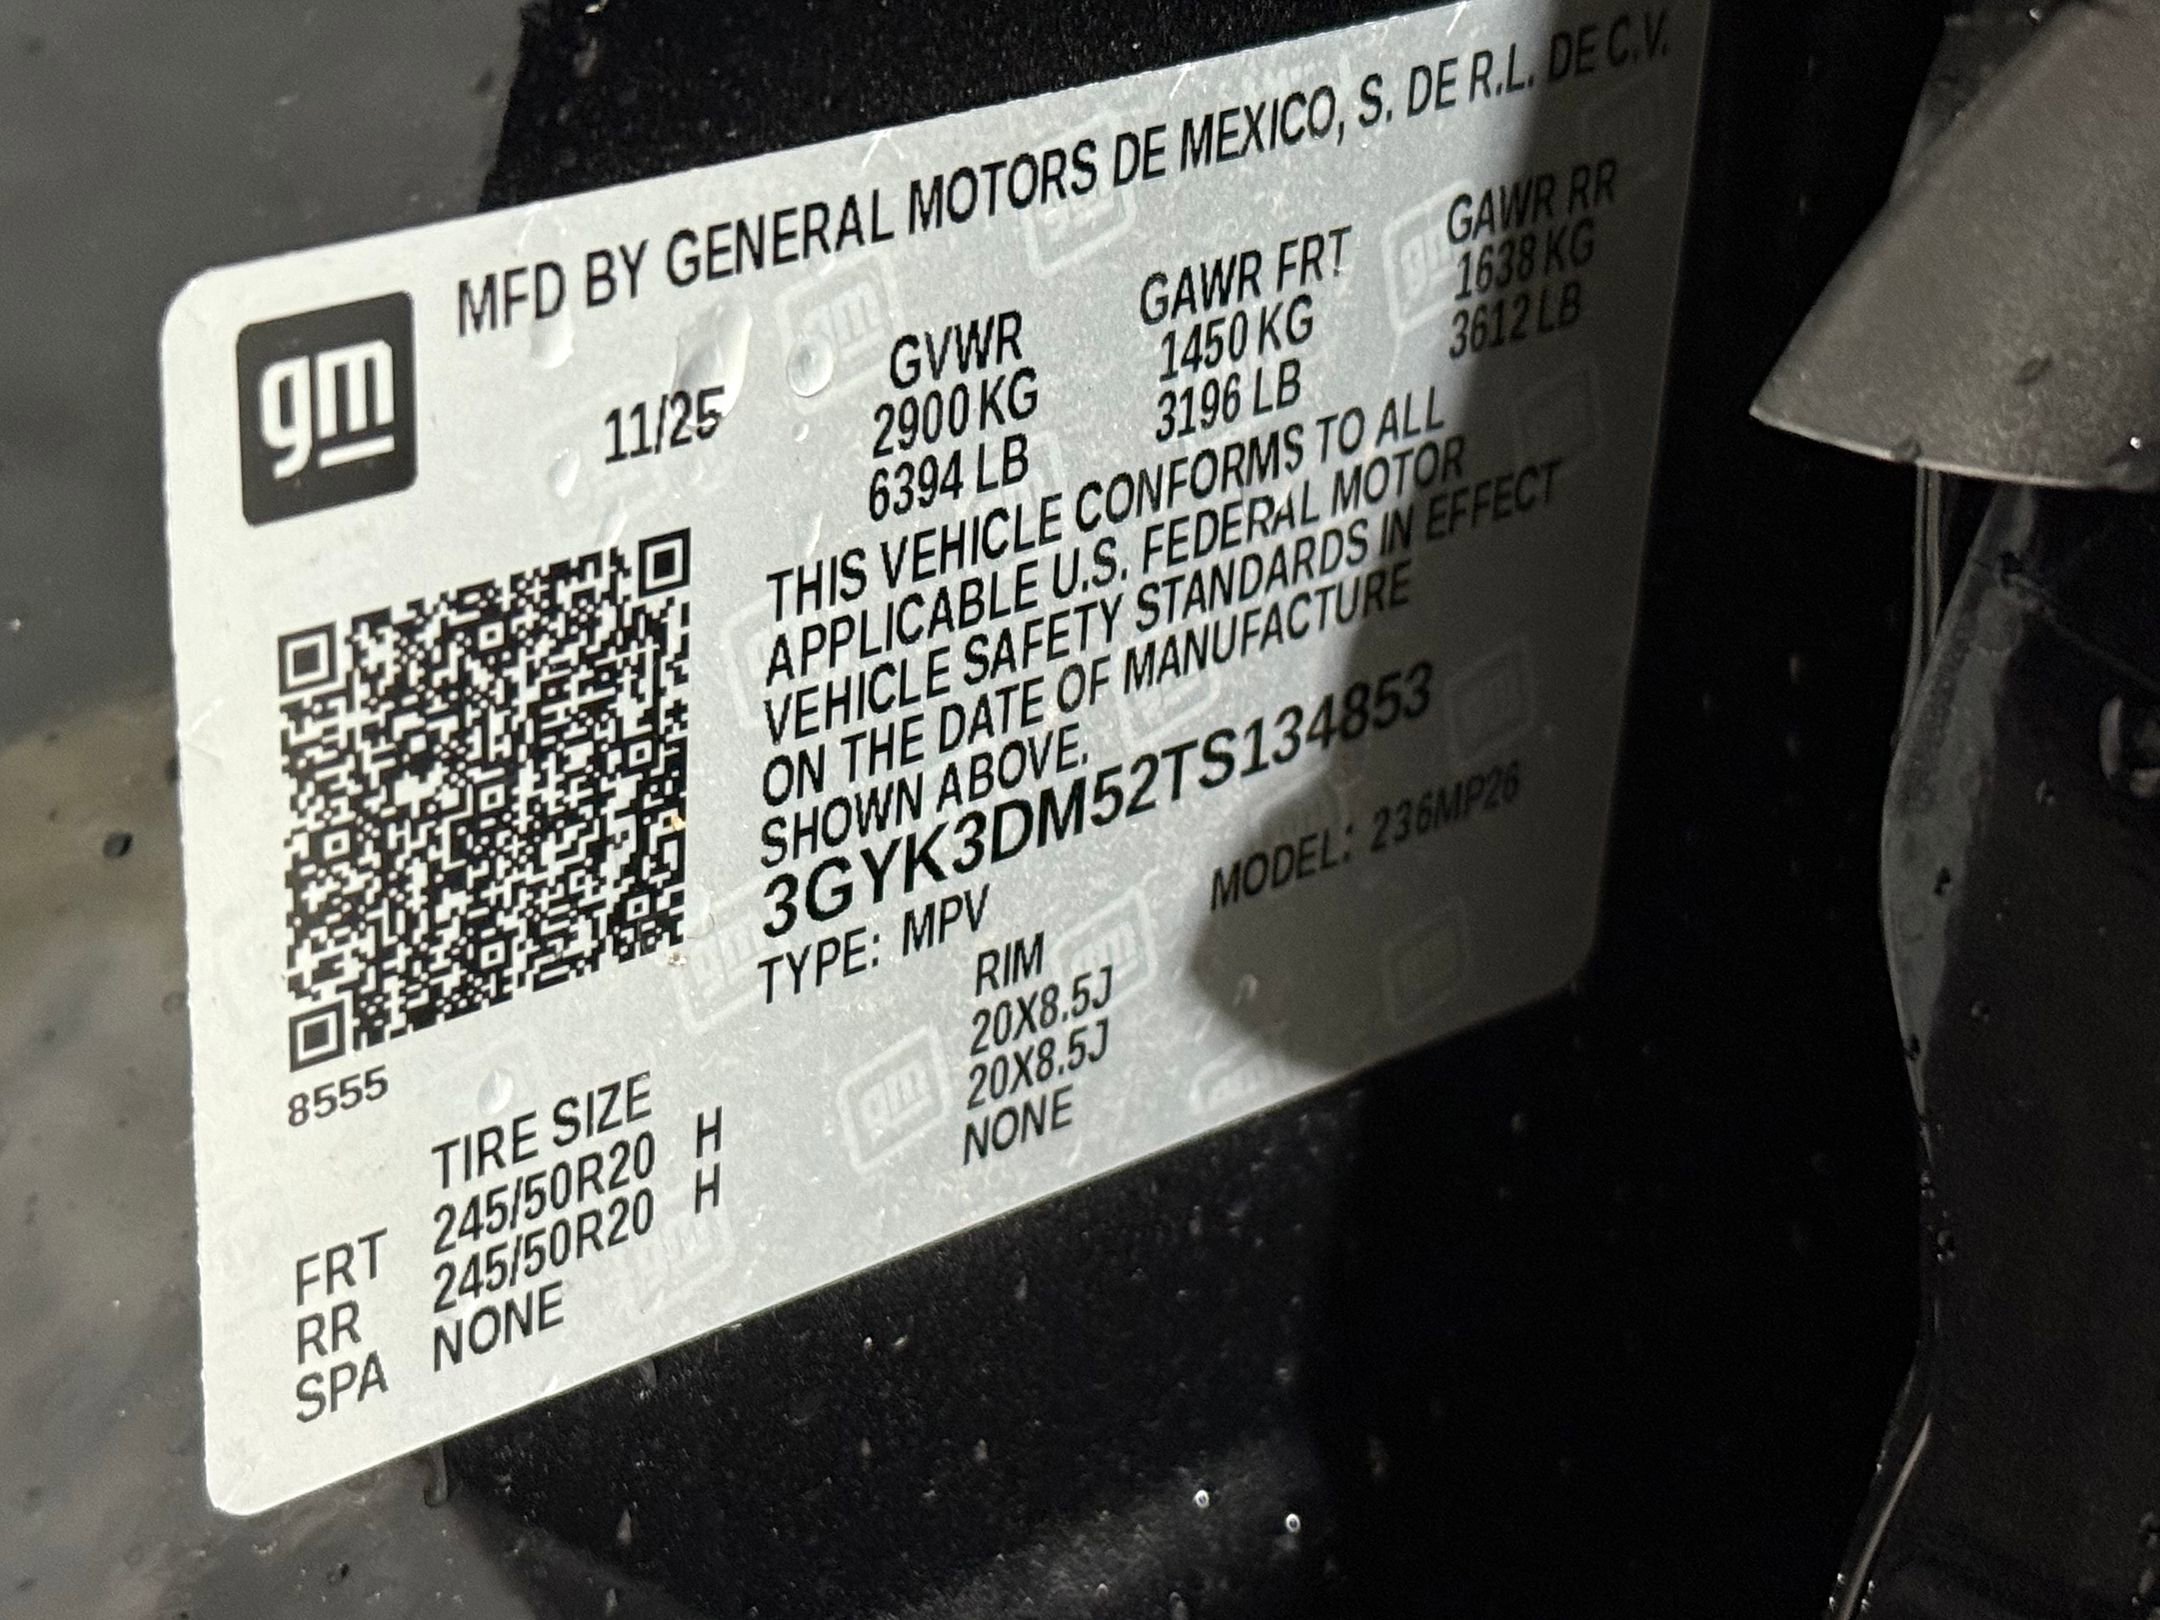 gm
MFD BY GENERAL MOTORS DE MEXICO, S. DE R.L. DE C.V.
11/25
GVWR GAWR FRT GAWR RR
2900 KG 1450 KG 1638 KG
6394 LB 3196 LB 3612 LB
THIS VEHICLE CONFORMS TO ALL
APPLICABLE U.S. FEDERAL MOTOR
VEHICLE SAFETY STANDARDS IN EFFECT
ON THE DATE OF MANUFACTURE
SHOWN ABOVE.
3GYK3DM52TS134853
TYPE: MPV MODEL: 236MP26
8555
TIRE SIZE RIM
FRT 245/50R20 H 20X8.5J
RR 245/50R20 H 20X8.5J
SPA NONE NONE